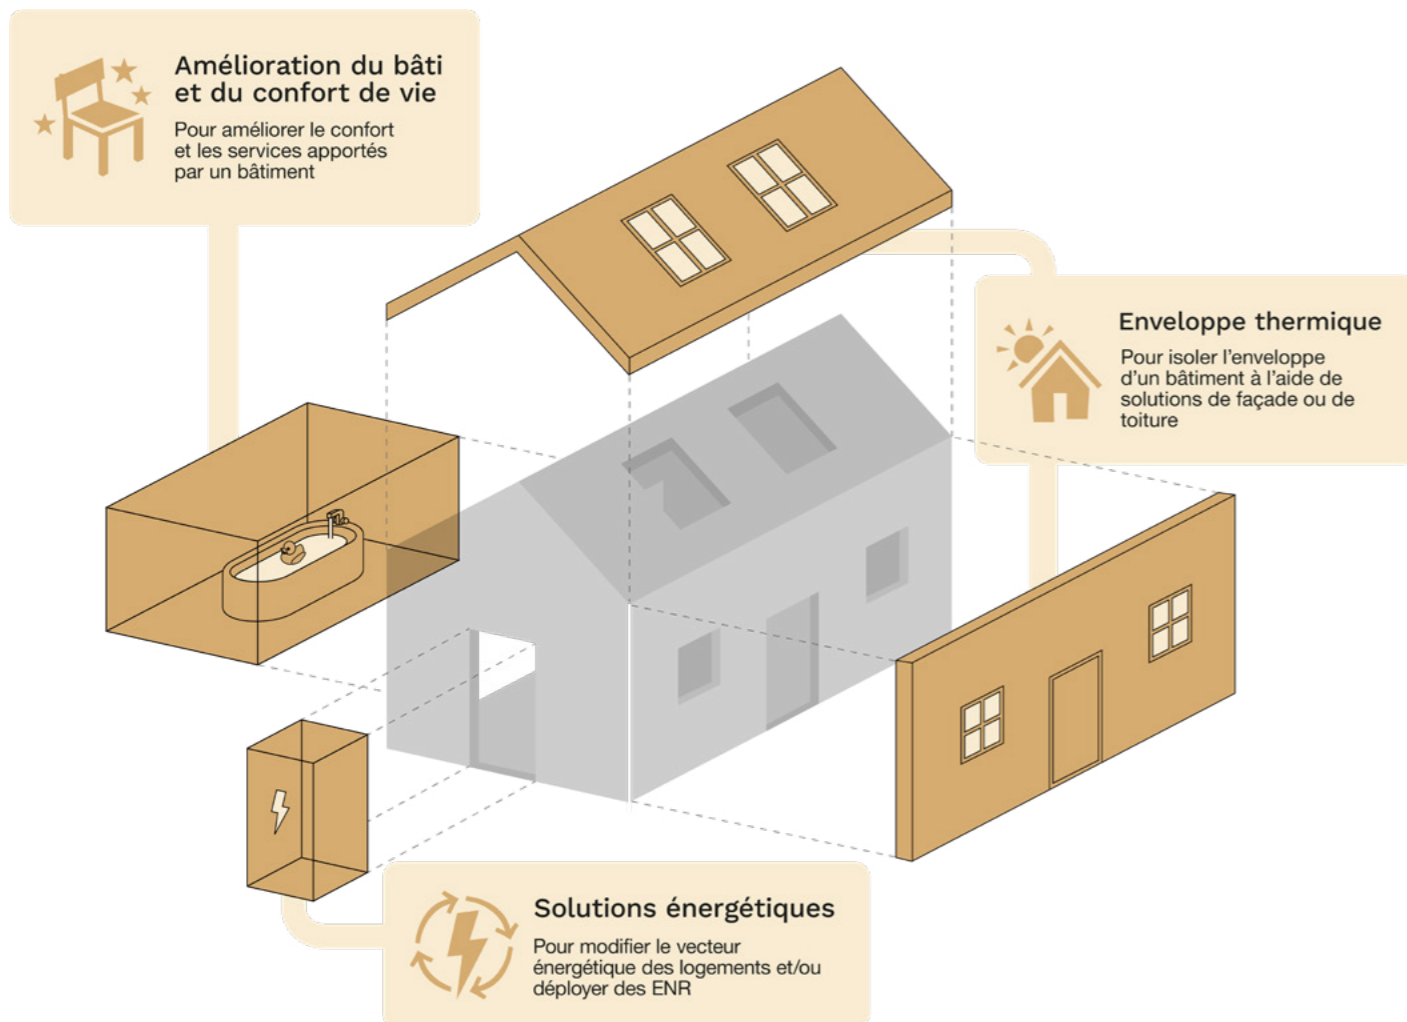 Amélioration du bâti
et du confort de vie
Pour améliorer le confort
et les services apportés
par un bâtiment
Enveloppe thermique
Pour isoler l’enveloppe
d’un bâtiment à l’aide de
solutions de façade ou de
toiture
Solutions énergétiques
Pour modifier le vecteur
énergétique des logements et/ou
déployer des ENR